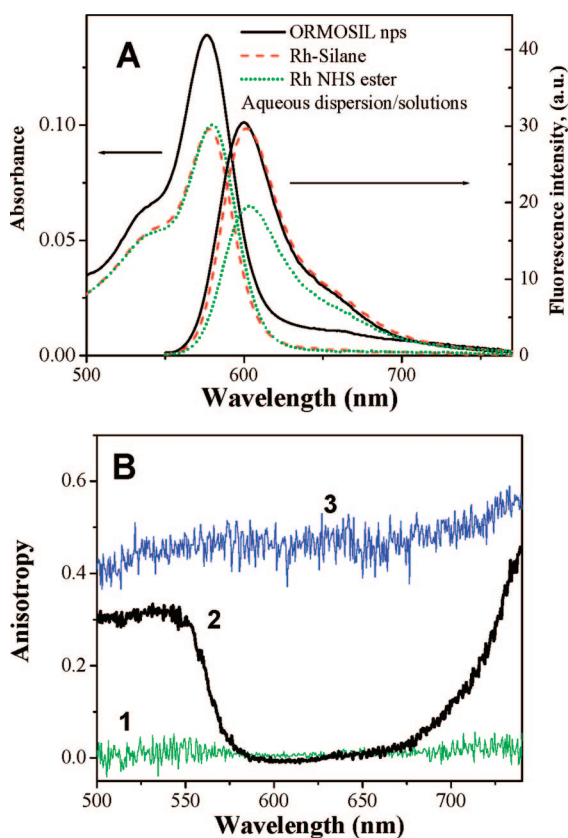 A
ORMOSIL nps
Rh-Silane
Rh NHS ester
Aqueous dispersion/solutions
Absorbance
0.10
0.05
0.00
Fluorescence intensity, (a.u.)
40
30
20
10
0
500 600 700
Wavelength (nm)
B
3
2
1
Anisotropy
0.6
0.4
0.2
0.0
500 550 600 650 700
Wavelength (nm)